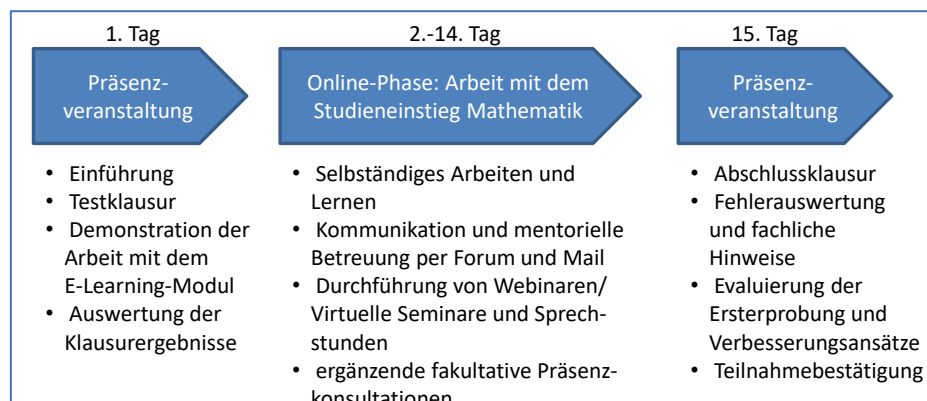 1. Tag
Präsenz-
veranstaltung
• Einführung
• Testklausur
• Demonstration der
Arbeit mit dem
E-Learning-Modul
• Auswertung der
Klausurergebnisse
2.-14. Tag
Online-Phase: Arbeit mit dem
Studieneinstieg Mathematik
• Selbständiges Arbeiten und
Lernen
• Kommunikation und mentorielle
Betreuung per Forum und Mail
• Durchführung von Webinaren/
Virtuelle Seminare und Sprech-
stunden
• ergänzende fakultative Präsenz-
konsultationen
15. Tag
Präsenz-
veranstaltung
• Abschlussklausur
• Fehlerauswertung
und fachliche
Hinweise
• Evaluierung der
Ersterprobung und
Verbesserungsansätze
• Teilnahmebestätigung